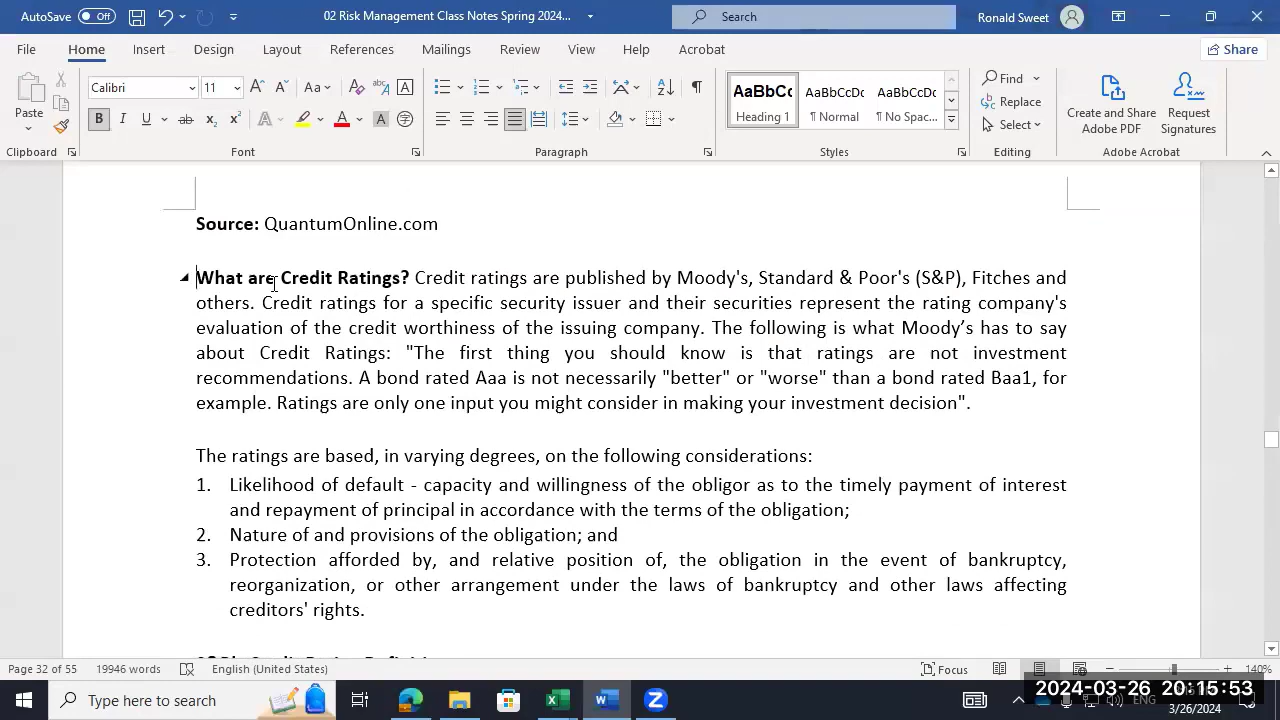 AutoSave Off 02 Risk Management Class Notes Spring 2024... Search Ronald Sweet
File Home Insert Design Layout References Mailings Review View Help Acrobat Share
Paste
Calibri 11 Aa
B I U ab x₂ x² A A A
AaBbCc AaBbCcDc AaBbCcDc
Heading 1 ¶ Normal ¶ No Spac...
Find
Replace
Select
Create and Share Adobe PDF
Request Signatures
Clipboard Font Paragraph Styles Editing Adobe Acrobat
Source: QuantumOnline.com
What are Credit Ratings? Credit ratings are published by Moody's, Standard & Poor's (S&P), Fitches and
others. Credit ratings for a specific security issuer and their securities represent the rating company's
evaluation of the credit worthiness of the issuing company. The following is what Moody’s has to say
about Credit Ratings: "The first thing you should know is that ratings are not investment
recommendations. A bond rated Aaa is not necessarily "better" or "worse" than a bond rated Baa1, for
example. Ratings are only one input you might consider in making your investment decision".
The ratings are based, in varying degrees, on the following considerations:
1. Likelihood of default - capacity and willingness of the obligor as to the timely payment of interest
and repayment of principal in accordance with the terms of the obligation;
2. Nature of and provisions of the obligation; and
3. Protection afforded by, and relative position of, the obligation in the event of bankruptcy,
reorganization, or other arrangement under the laws of bankruptcy and other laws affecting
creditors' rights.
Page 32 of 55 19946 words English (United States) Focus 140%
Type here to search
2024-03-26 20:15:53
ENG
3/26/2024